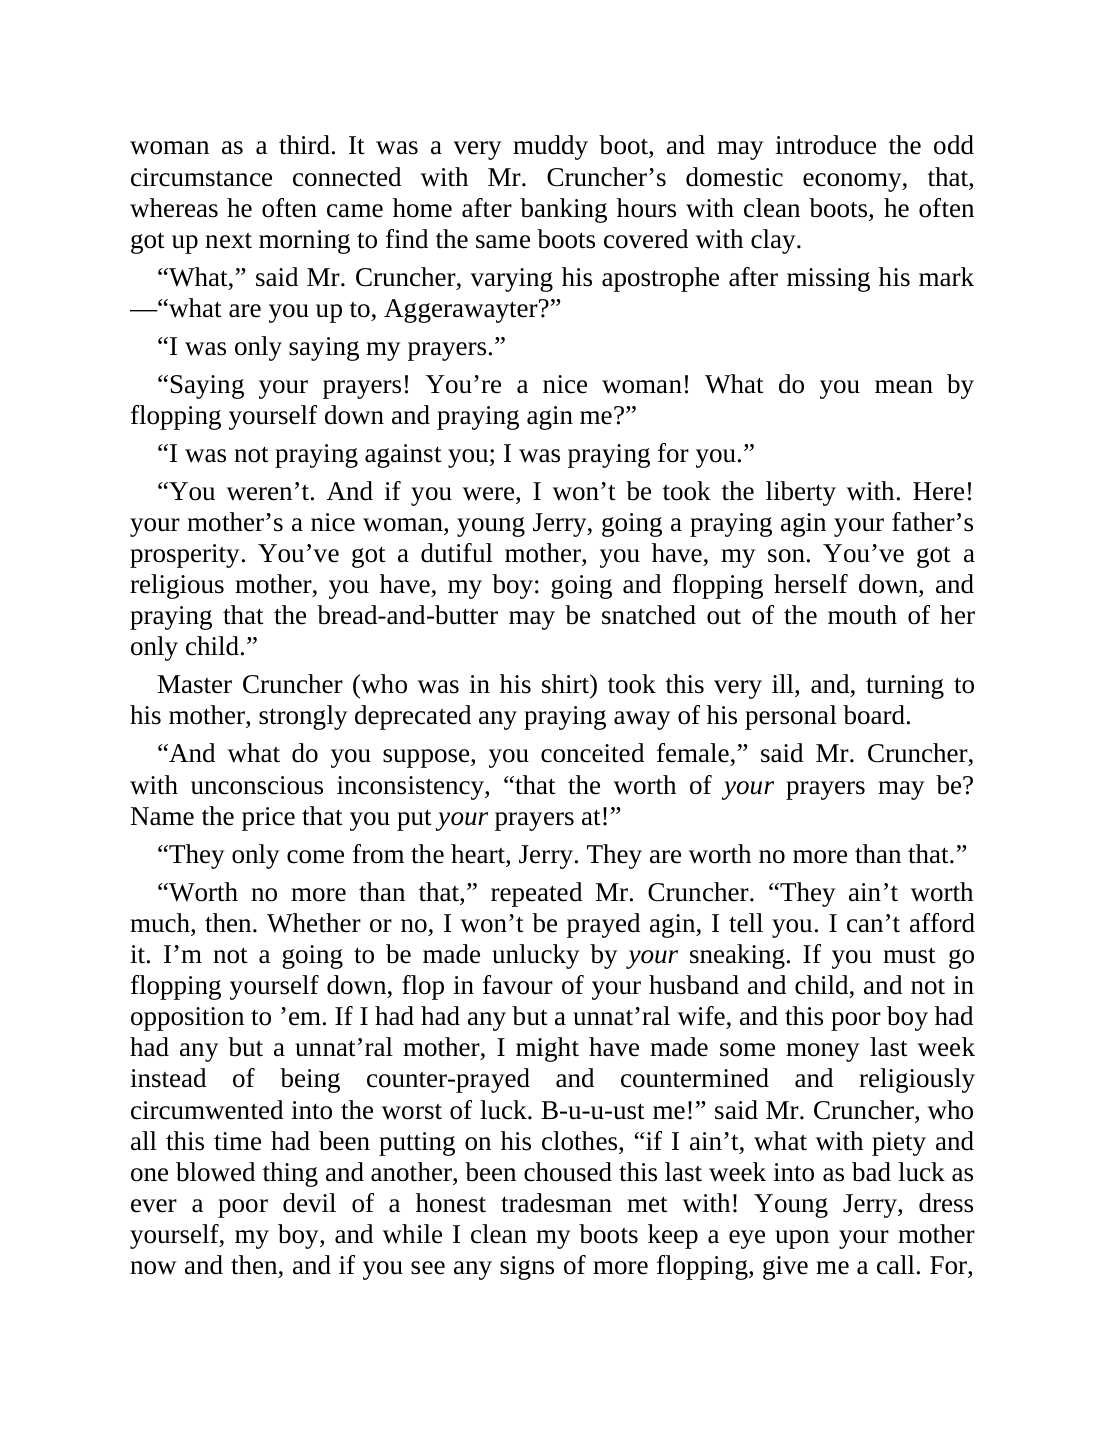 woman as a third. It was a very muddy boot, and may introduce the odd
circumstance connected with Mr. Cruncher’s domestic economy, that,
whereas he often came home after banking hours with clean boots, he often
got up next morning to find the same boots covered with clay.
“What,” said Mr. Cruncher, varying his apostrophe after missing his mark
—“what are you up to, Aggerawayter?”
“I was only saying my prayers.”
“Saying your prayers! You’re a nice woman! What do you mean by
flopping yourself down and praying agin me?”
“I was not praying against you; I was praying for you.”
“You weren’t. And if you were, I won’t be took the liberty with. Here!
your mother’s a nice woman, young Jerry, going a praying agin your father’s
prosperity. You’ve got a dutiful mother, you have, my son. You’ve got a
religious mother, you have, my boy: going and flopping herself down, and
praying that the bread-and-butter may be snatched out of the mouth of her
only child.”
Master Cruncher (who was in his shirt) took this very ill, and, turning to
his mother, strongly deprecated any praying away of his personal board.
“And what do you suppose, you conceited female,” said Mr. Cruncher,
with unconscious inconsistency, “that the worth of your prayers may be?
Name the price that you put your prayers at!”
“They only come from the heart, Jerry. They are worth no more than that.”
“Worth no more than that,” repeated Mr. Cruncher. “They ain’t worth
much, then. Whether or no, I won’t be prayed agin, I tell you. I can’t afford
it. I’m not a going to be made unlucky by your sneaking. If you must go
flopping yourself down, flop in favour of your husband and child, and not in
opposition to ’em. If I had had any but a unnat’ral wife, and this poor boy had
had any but a unnat’ral mother, I might have made some money last week
instead of being counter-prayed and countermined and religiously
circumwented into the worst of luck. B-u-u-ust me!” said Mr. Cruncher, who
all this time had been putting on his clothes, “if I ain’t, what with piety and
one blowed thing and another, been choused this last week into as bad luck as
ever a poor devil of a honest tradesman met with! Young Jerry, dress
yourself, my boy, and while I clean my boots keep a eye upon your mother
now and then, and if you see any signs of more flopping, give me a call. For,